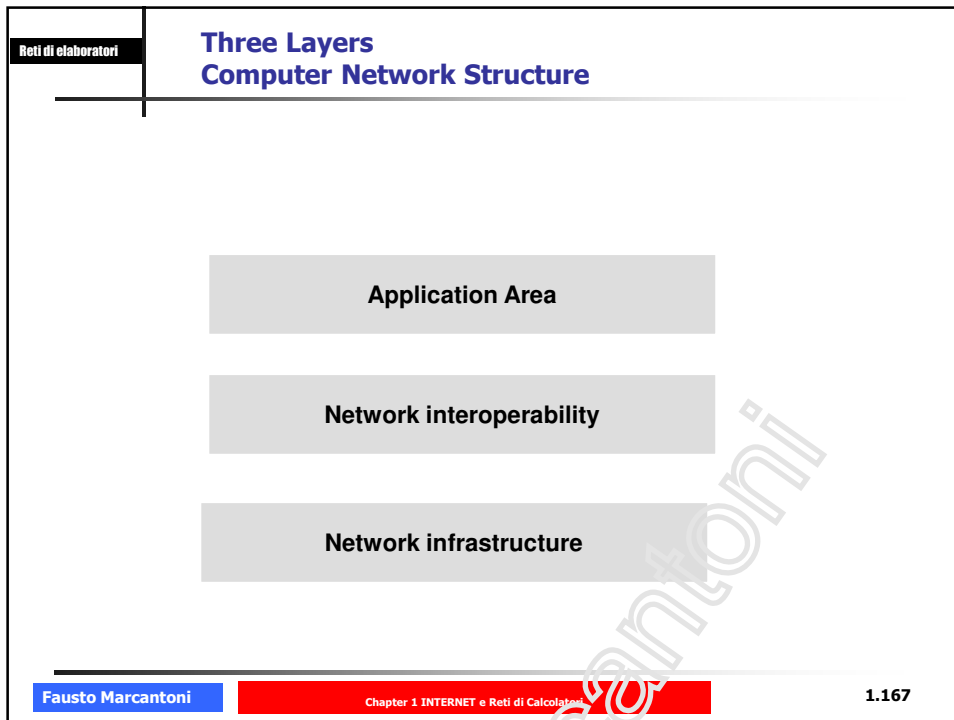 Reti di elaboratori
Three Layers
Computer Network Structure
Application Area
Network interoperability
Network infrastructure
Fausto Marcantoni
Chapter 1 INTERNET e Reti di Calcolatori
1.167